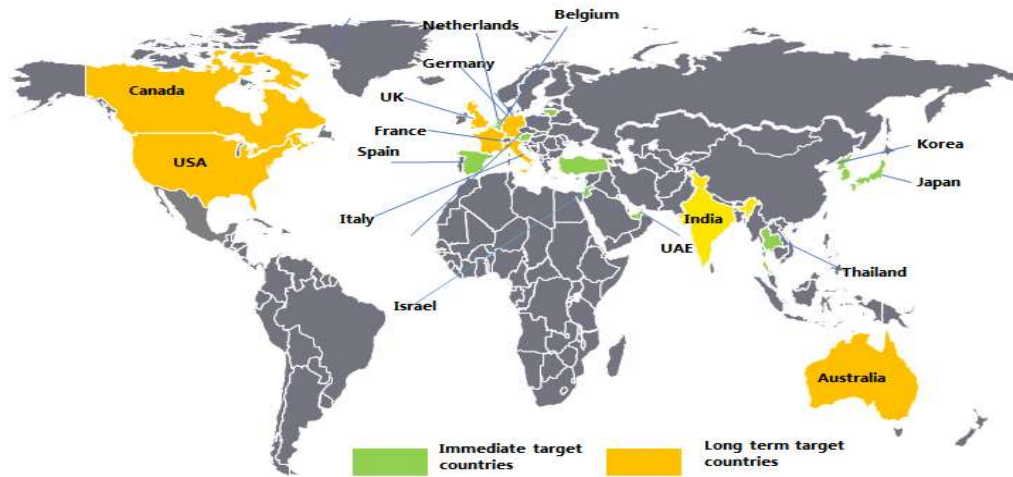 Belgium
Netherlands
Germany
Canada
UK
France
Korea
USA
Spain
Japan
Italy
India
UAE
Thailand
Israel
Australia
Immediate target
countries
Long term target
countries